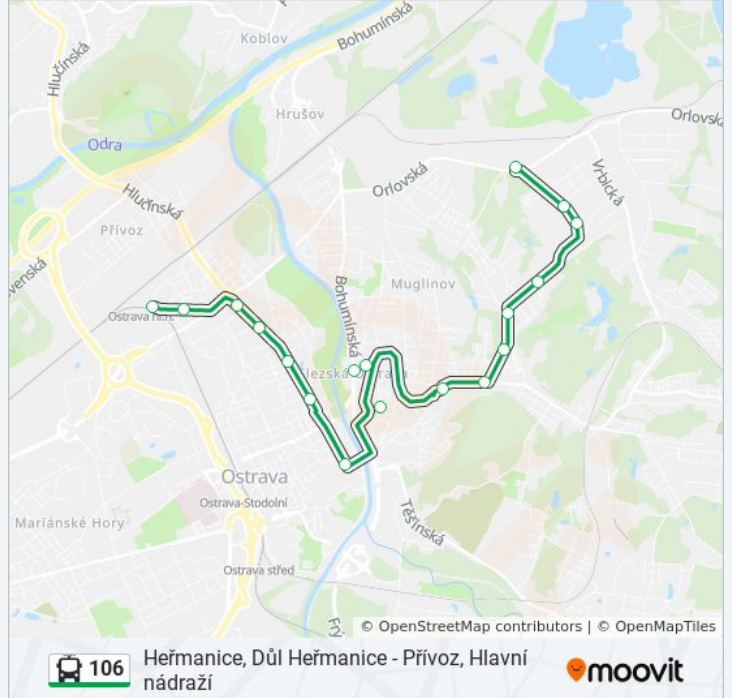 Koblov
Bohumínská
Hlučínská
Hrušov
Orlovská
Odra
Vrbická
Orlovská
Hlučínská
Přívoz
Muglinov
Bohumínská
Ostrava
Ostrava
Ostrava-Stodolní
Mariánské Hory
Těšínská
Ostrava střed
© OpenStreetMap contributors | © OpenMapTiles
106
Heřmanice, Důl Heřmanice - Přívoz, Hlavní
nádraží
moovit